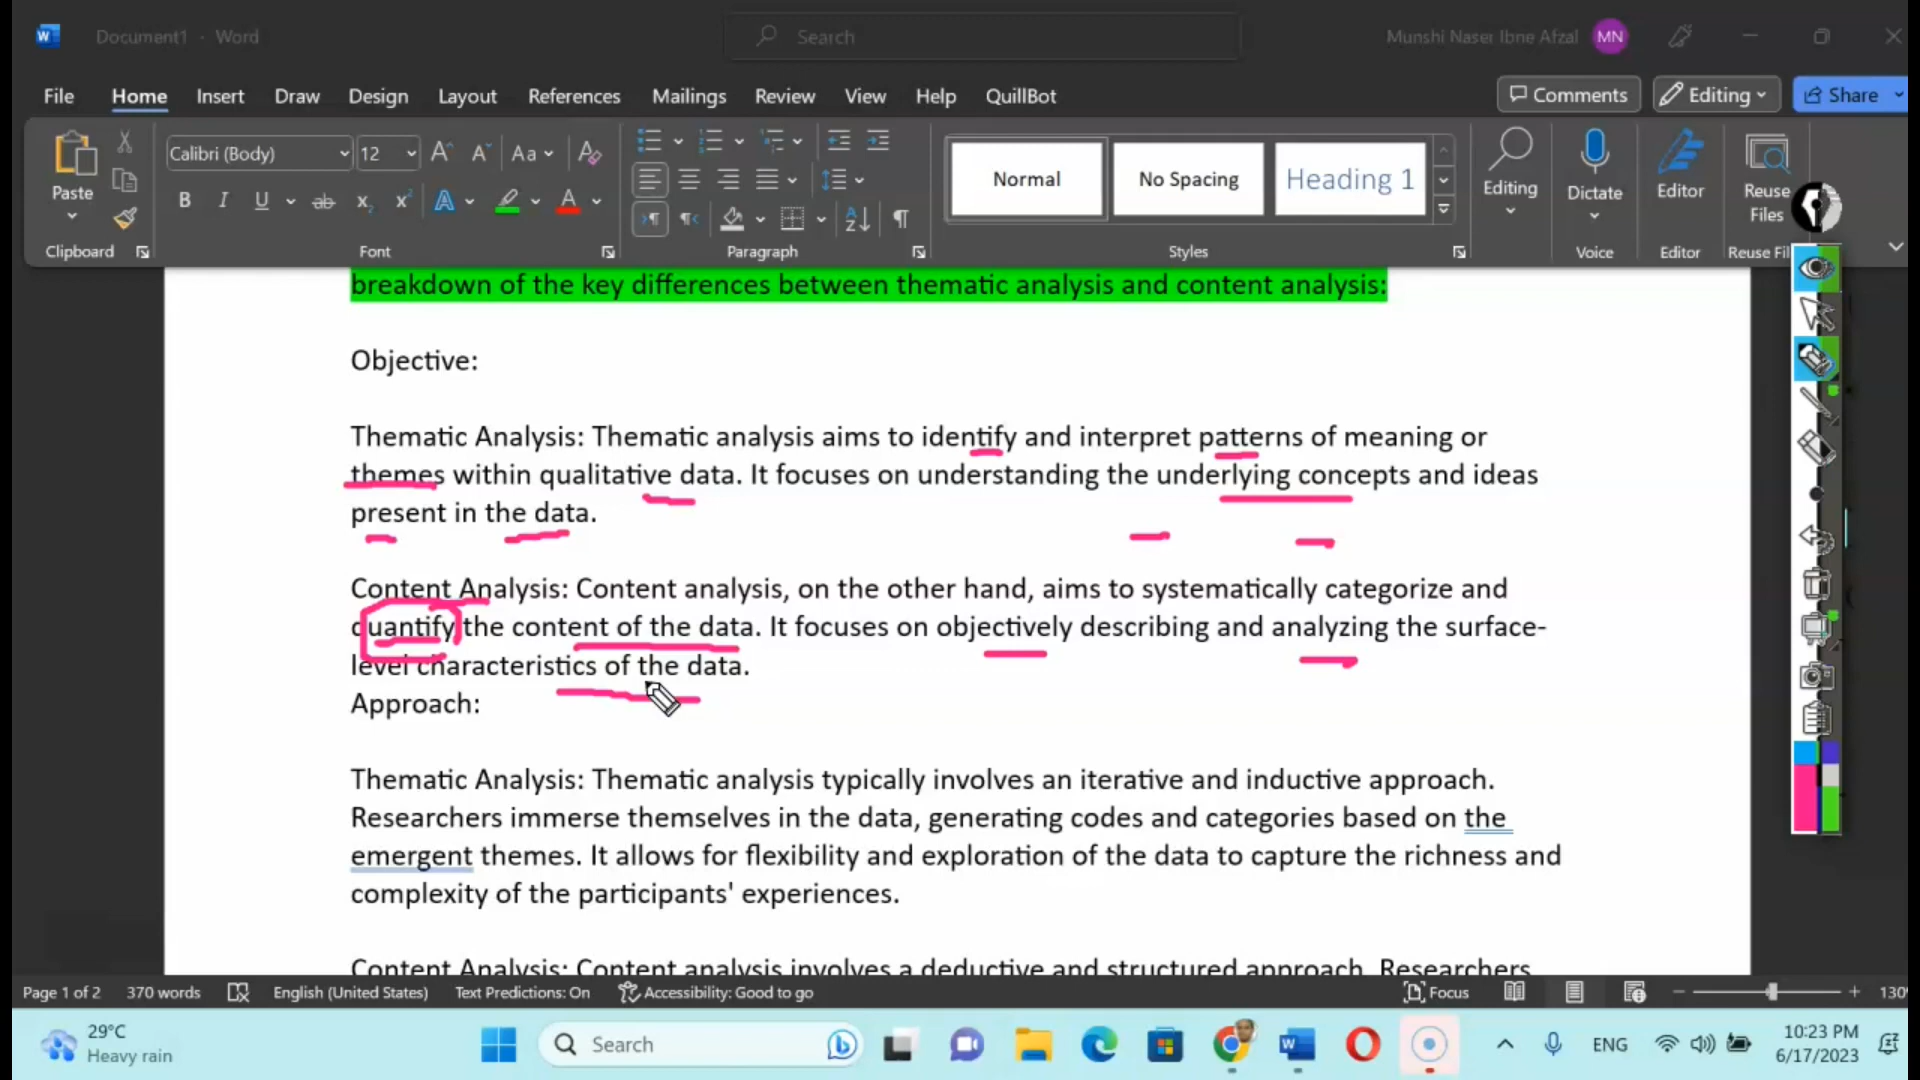 Document1 - Word
Search
Munshi Naser Ibne Afzal MN
File Home Insert Draw Design Layout References Mailings Review View Help QuillBot Comments Editing Share
Calibri (Body) 12 Aa
Paste
B I U ab x₂ x² A A
Normal No Spacing Heading 1
Editing Dictate Editor Reuse Files
Clipboard Font Paragraph Styles Voice Editor Reuse Fil
breakdown of the key differences between thematic analysis and content analysis:
Objective:
Thematic Analysis: Thematic analysis aims to identify and interpret patterns of meaning or
themes within qualitative data. It focuses on understanding the underlying concepts and ideas
present in the data.
Content Analysis: Content analysis, on the other hand, aims to systematically categorize and
quantify the content of the data. It focuses on objectively describing and analyzing the surface-
level characteristics of the data.
Approach:
Thematic Analysis: Thematic analysis typically involves an iterative and inductive approach.
Researchers immerse themselves in the data, generating codes and categories based on the
emergent themes. It allows for flexibility and exploration of the data to capture the richness and
complexity of the participants' experiences.
Content Analysis: Content analysis involves a deductive and structured approach. Researchers
Page 1 of 2 370 words English (United States) Text Predictions: On Accessibility: Good to go Focus 130
29°C
Heavy rain
Search
ENG
10:23 PM
6/17/2023